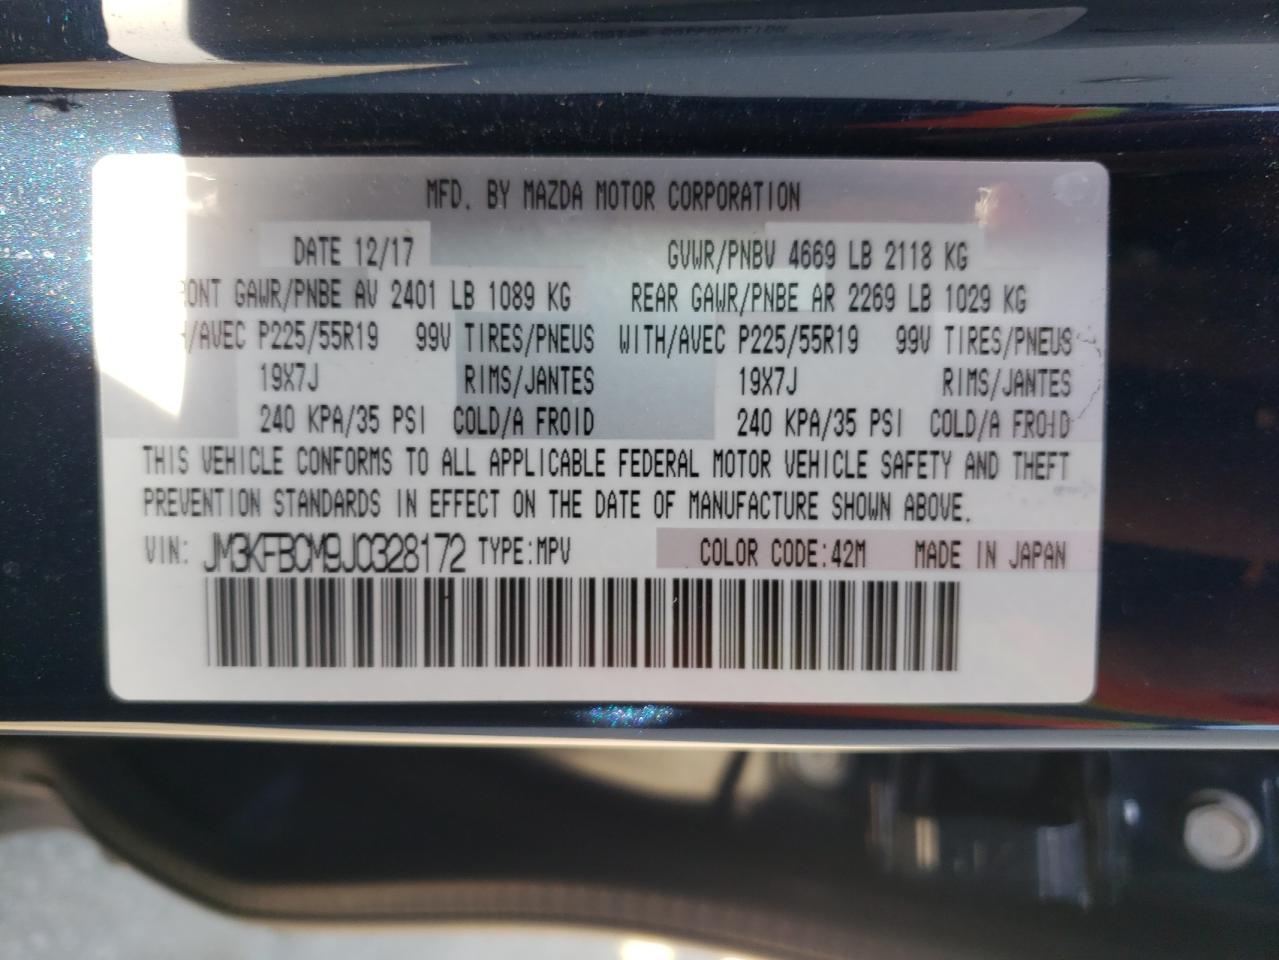 MFD. BY MAZDA MOTOR CORPORATION
DATE 12/17 GVWR/PNBV 4669 LB 2118 KG
RONT GAWR/PNBE AV 2401 LB 1089 KG REAR GAWR/PNBE AR 2269 LB 1029 KG
H/AVEC P225/55R19 99V TIRES/PNEUS WITH/AVEC P225/55R19 99V TIRES/PNEUS
19X7J RIMS/JANTES 19X7J RIMS/JANTES
240 KPA/35 PSI COLD/A FROID 240 KPA/35 PSI COLD/A FROID
THIS VEHICLE CONFORMS TO ALL APPLICABLE FEDERAL MOTOR VEHICLE SAFETY AND THEFT
PREVENTION STANDARDS IN EFFECT ON THE DATE OF MANUFACTURE SHOWN ABOVE.
VIN: JM3KFBCM9J0328172 TYPE:MPV COLOR CODE:42M MADE IN JAPAN